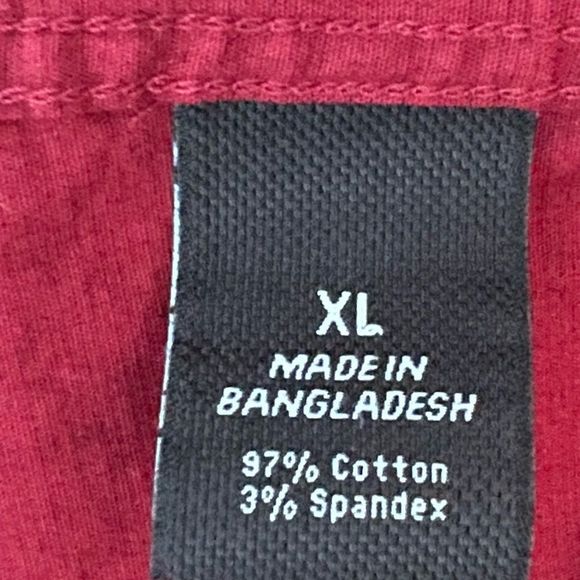 XL
MADE IN
BANGLADESH
97% Cotton
3% Spandex